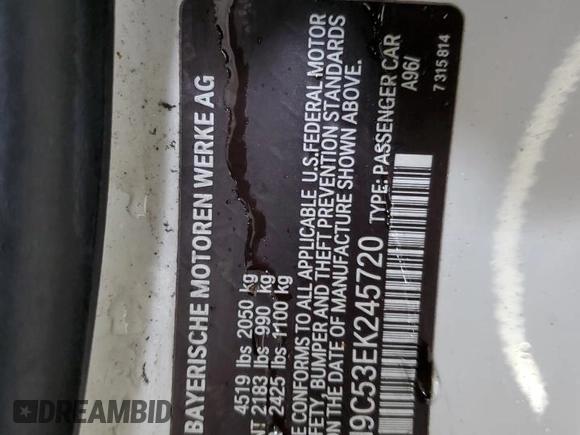 BAYERISCHE MOTOREN WERKE AG
4519 lbs 2050 kg
NT 2183 lbs 990 kg
2425 lbs 1100 kg
E CONFORMS TO ALL APPLICABLE U.S.FEDERAL MOTOR
FETY, BUMPER AND THEFT PREVENTION STANDARDS
ON THE DATE OF MANUFACTURE SHOWN ABOVE.
9C53EK245720 TYPE: PASSENGER CAR
A96/
7 315 814
DREAMBID